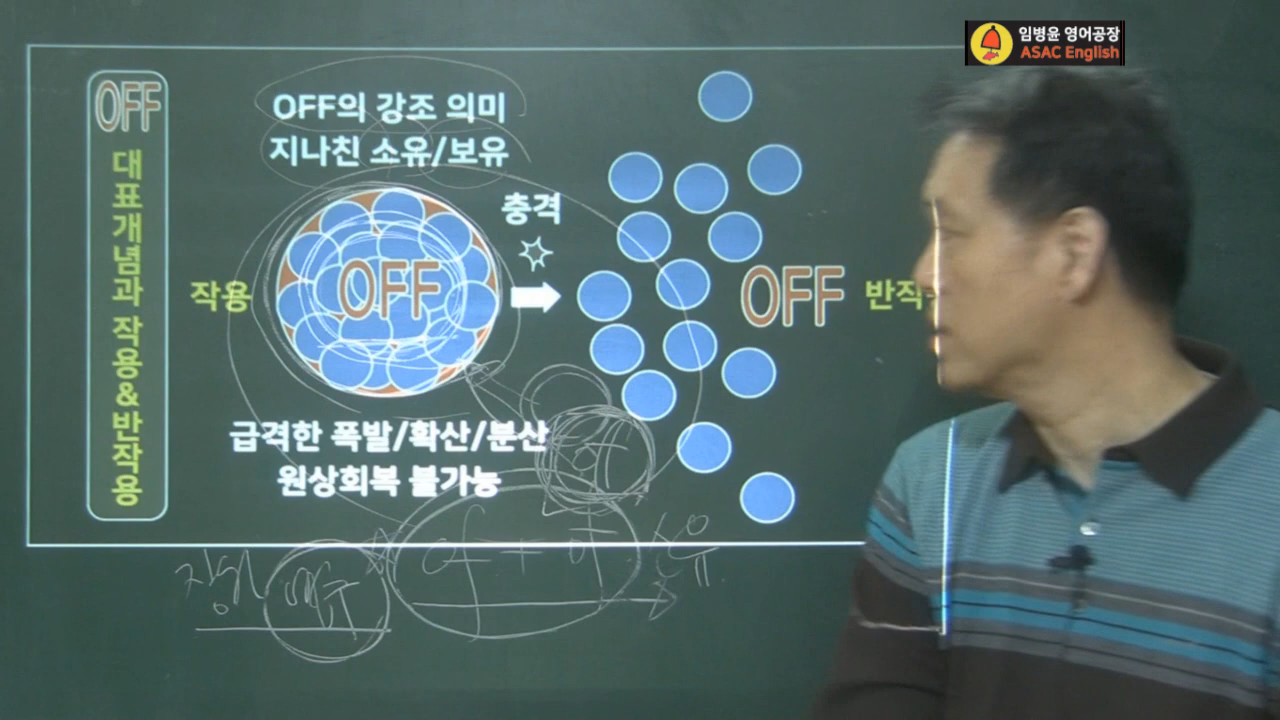 임병윤 영어공장
ASAC English
OFF
대표개념과 작용&반작용
OFF의 강조 의미
지나친 소유/보유
충격
작용
OFF
OFF
급격한 폭발/확산/분산
원상회복 불가능